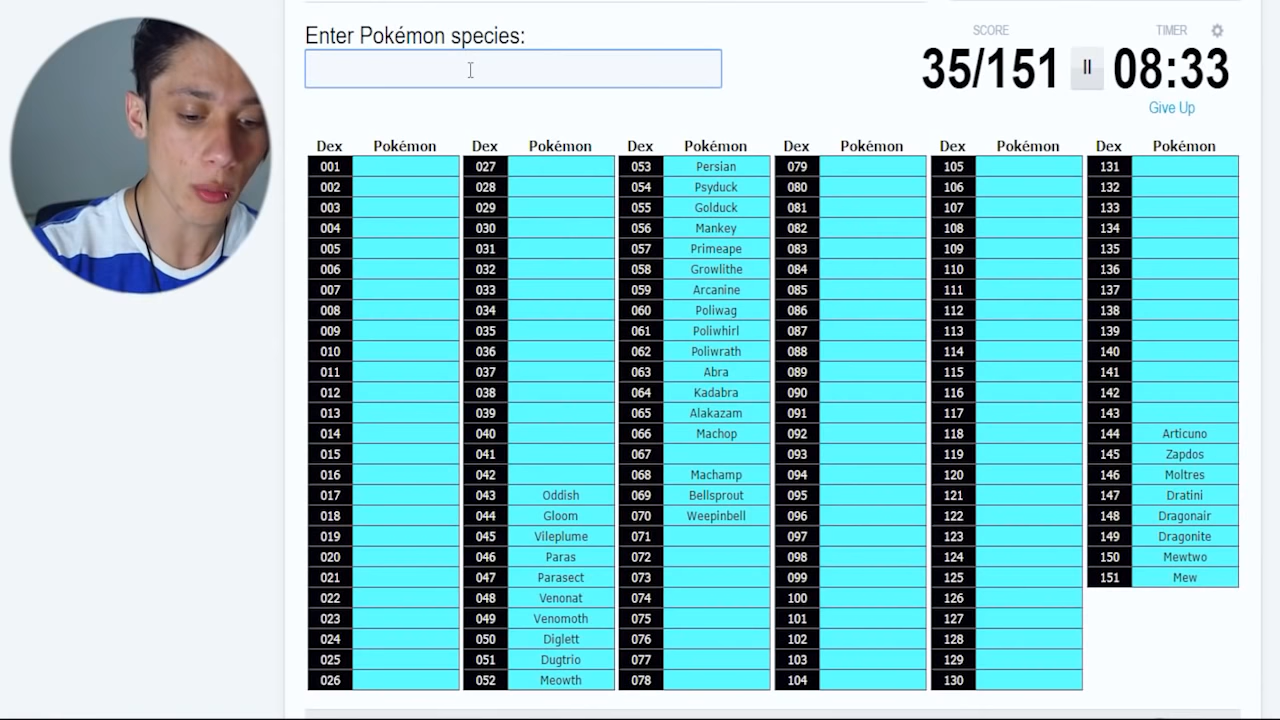 Enter Pokémon species:
SCORE
TIMER
35/151
08:33
Give Up
Dex Pokémon Dex Pokémon Dex Pokémon Dex Pokémon Dex Pokémon Dex Pokémon
001 027 053 Persian 079 105 131
002 028 054 Psyduck 080 106 132
003 029 055 Golduck 081 107 133
004 030 056 Mankey 082 108 134
005 031 057 Primeape 083 109 135
006 032 058 Growlithe 084 110 136
007 033 059 Arcanine 085 111 137
008 034 060 Poliwag 086 112 138
009 035 061 Poliwhirl 087 113 139
010 036 062 Poliwrath 088 114 140
011 037 063 Abra 089 115 141
012 038 064 Kadabra 090 116 142
013 039 065 Alakazam 091 117 143
014 040 066 Machop 092 118 144 Articuno
015 041 067 093 119 145 Zapdos
016 042 068 Machamp 094 120 146 Moltres
017 043 Oddish 069 Bellsprout 095 121 147 Dratini
018 044 Gloom 070 Weepinbell 096 122 148 Dragonair
019 045 Vileplume 071 097 123 149 Dragonite
020 046 Paras 072 098 124 150 Mewtwo
021 047 Parasect 073 099 125 151 Mew
022 048 Venonat 074 100 126
023 049 Venomoth 075 101 127
024 050 Diglett 076 102 128
025 051 Dugtrio 077 103 129
026 052 Meowth 078 104 130